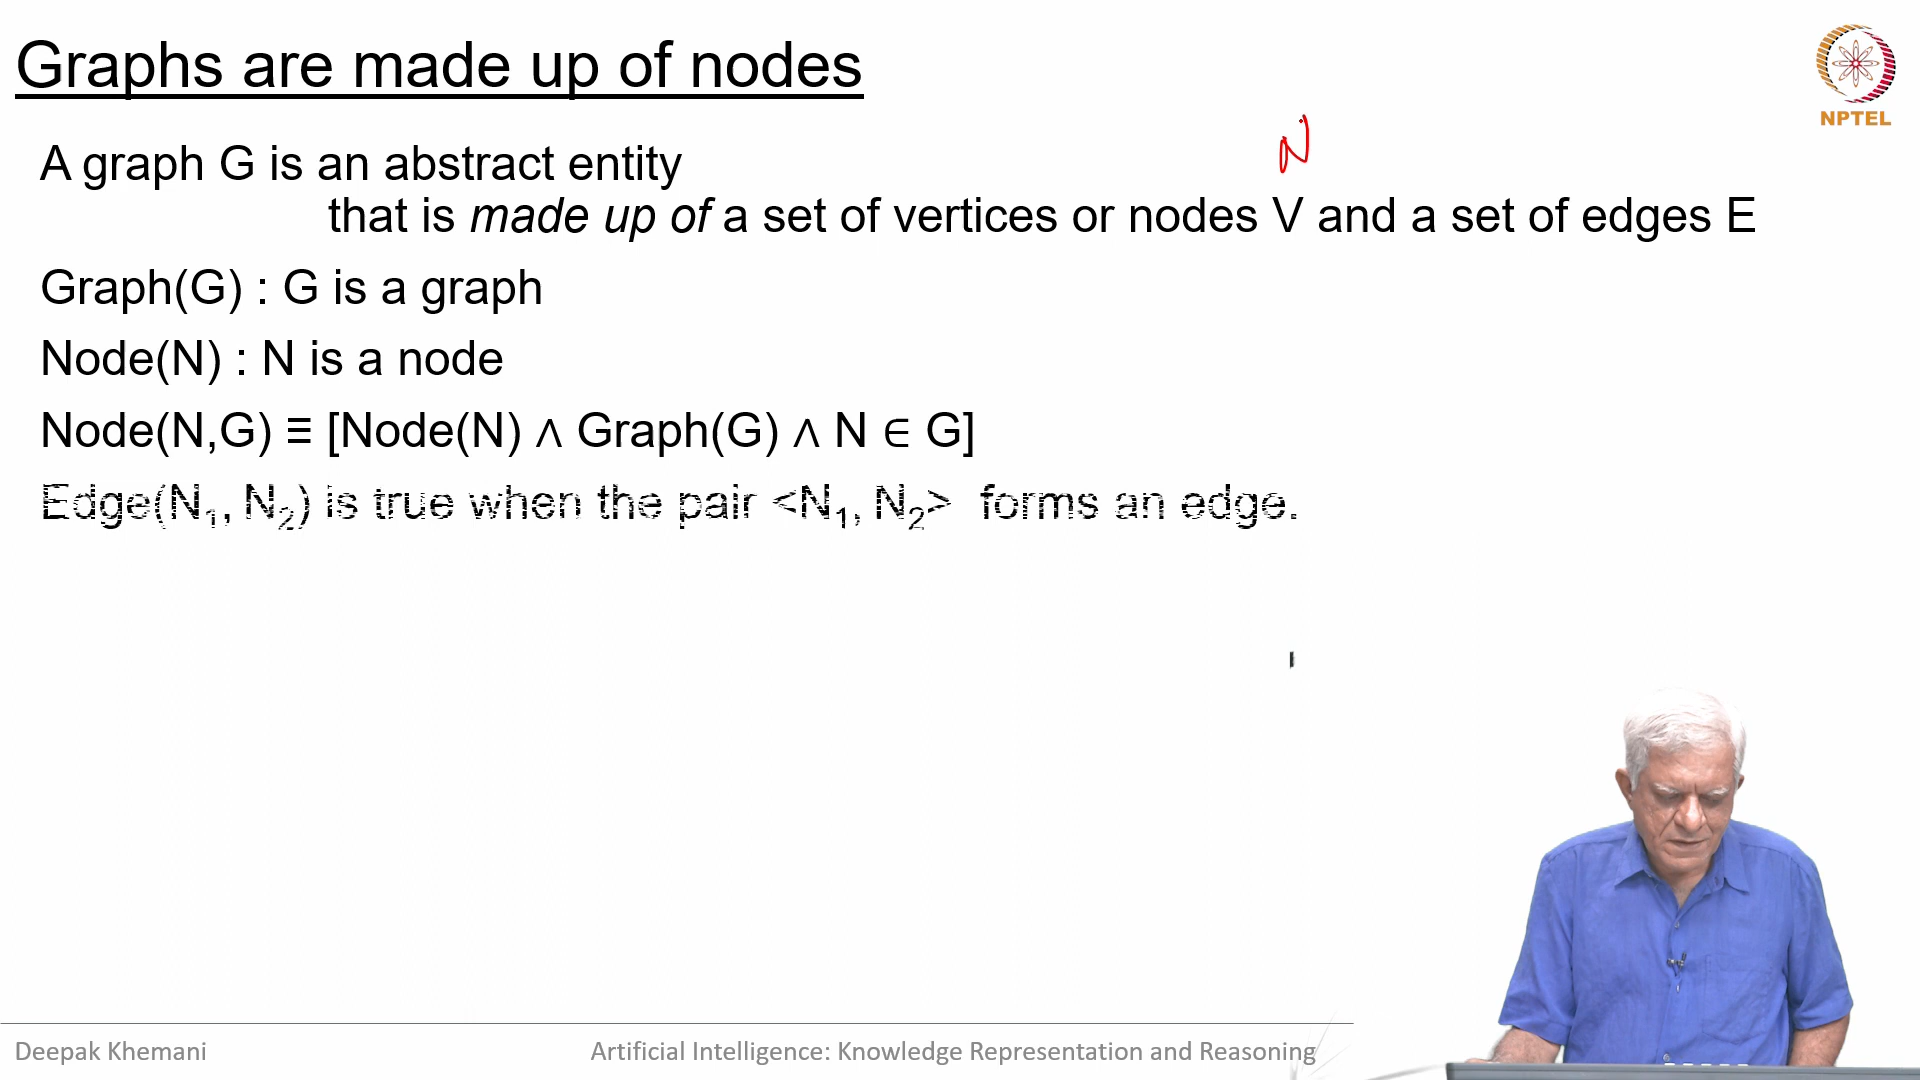 Graphs are made up of nodes
NPTEL
N
A graph G is an abstract entity
that is made up of a set of vertices or nodes V and a set of edges E
Graph(G) : G is a graph
Node(N) : N is a node
Node(N,G) ≡ [Node(N) ∧ Graph(G) ∧ N ∈ G]
Edge(N₁, N₂) is true when the pair <N₁, N₂> forms an edge.
Deepak Khemani
Artificial Intelligence: Knowledge Representation and Reasoning